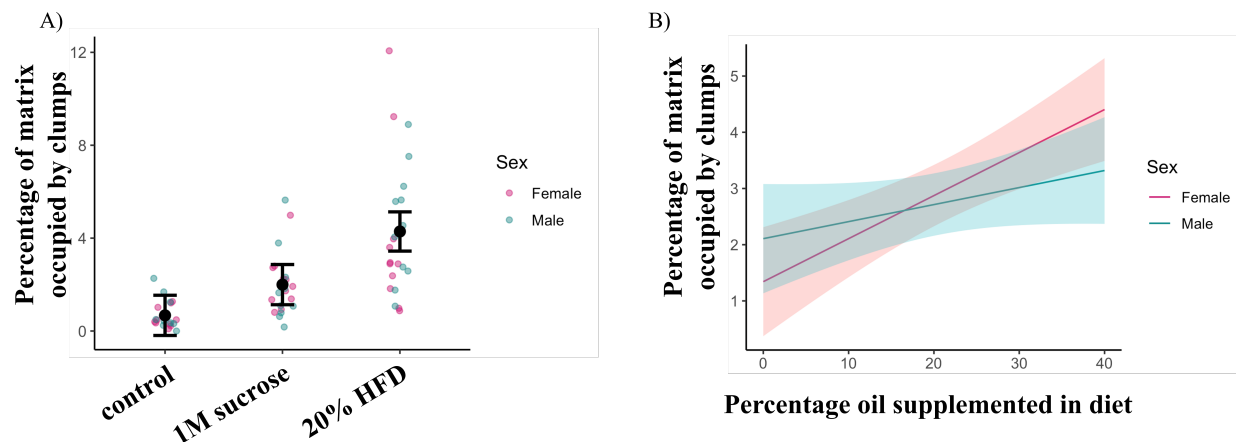 A)
Percentage of matrix
occupied by clumps
12
8
4
0
control
1M sucrose
20% HFD
Sex
Female
Male
B)
Percentage of matrix
occupied by clumps
5
4
3
2
1
0
10
20
30
40
Percentage oil supplemented in diet
Sex
Female
Male